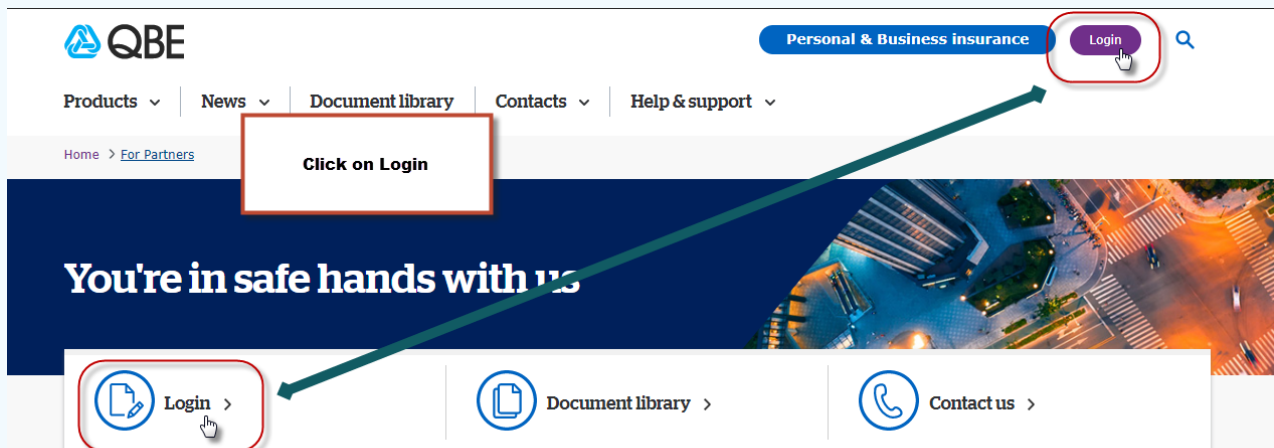 QBE
Personal & Business insurance
Login
Products
News
Document library
Contacts
Help & support
Home > For Partners
Click on Login
You're in safe hands with us
Login >
Document library >
Contact us >